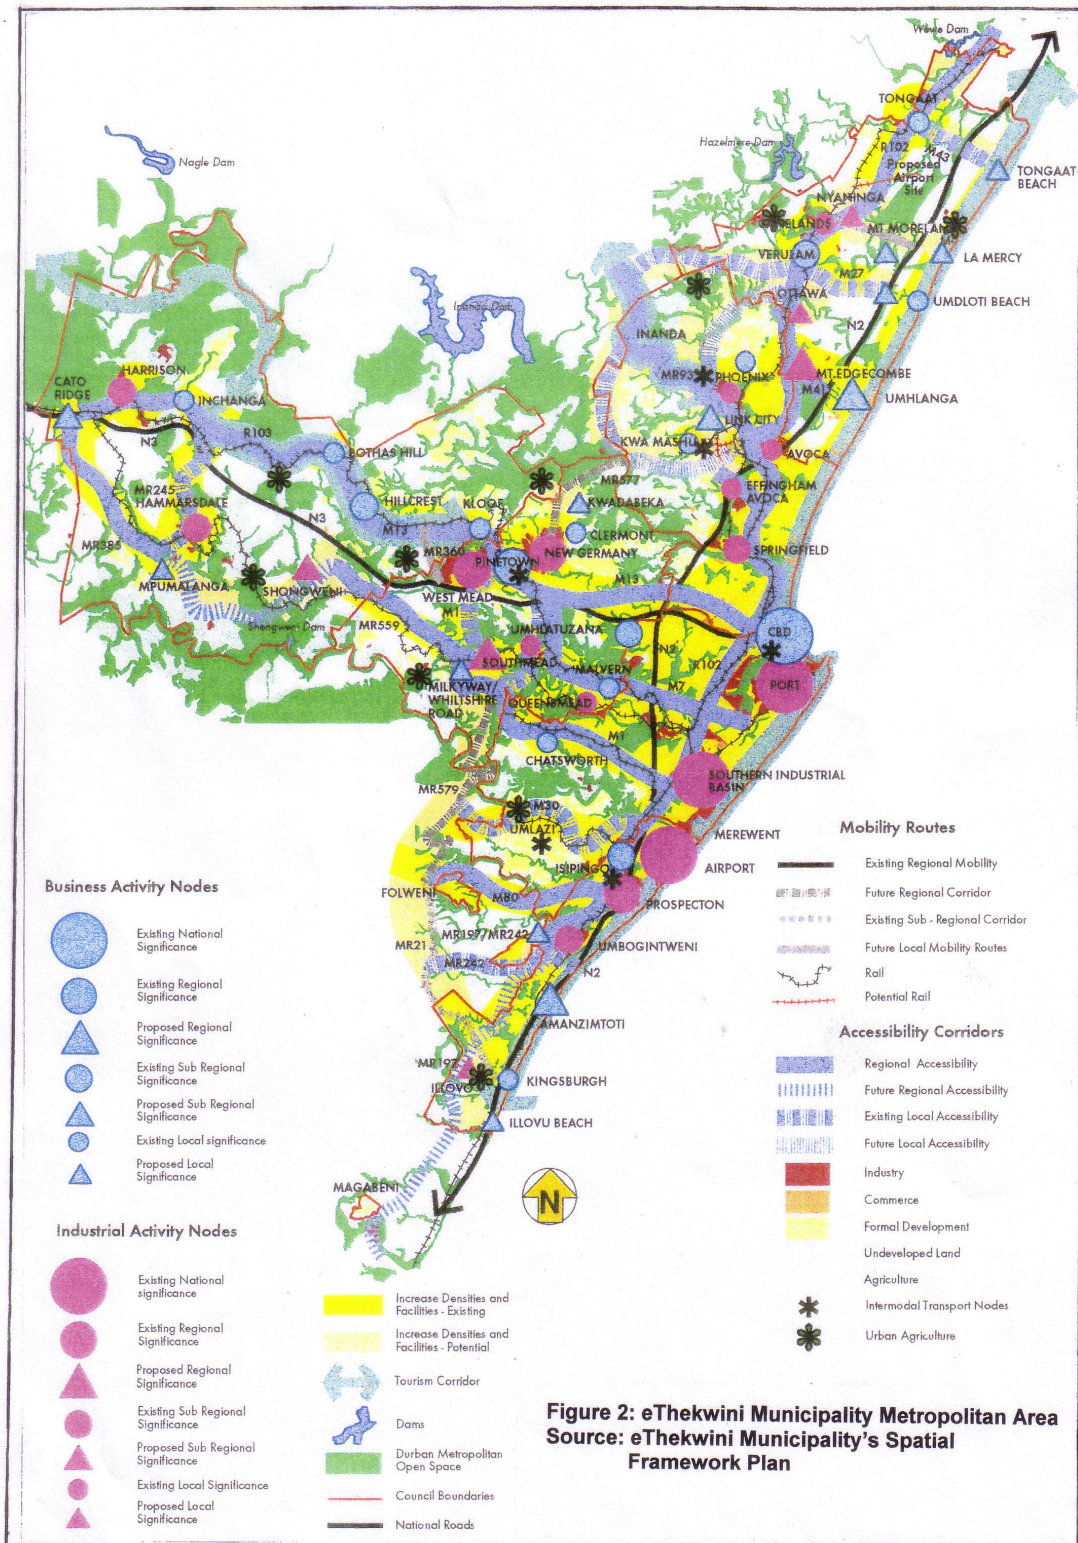 Wewe Dam
TONGAAT
Nagle Dam
Hazelmere Dam
R102
M43
Proposed
Airport
Site
TONGAAT
BEACH
NYANINGA
MT MORELAN
VERULAM
LA MERCY
M27
OTTAWA
UMDLOTI BEACH
Inanda Dam
INANDA
N2
MR93
PHOENIX
HARRISON
MT.EDGECOMBE
CATO
RIDGE
INCHANGA
M41
UMHLANGA
LINK CITY
R103
N3
KWA MASHU
BOTHAS HILL
AVOCA
MR577
MR245
HAMMARSDALE
EFFINGHAM
AVOCA
HILLCREST
KLOOF
KWADABEKA
N3
M13
CLERMONT
MR385
MR360
NEW GERMANY
SPRINGFIELD
PINETOWN
M13
MPUMALANGA
SHONGWENI
WEST MEAD
M1
Shongweni Dam
MR559
UMHLATUZANA
CBD
N2
R102
SOUTHMEAD
MALVERN
PORT
MILKYWAY/
WHILTSHIRE
ROAD
M7
QUEENSMEAD
M1
CHATSWORTH
SOUTHERN INDUSTRIAL
BASIN
MR579
M30
UMLAZI
MEREWENT
ISIPINGO
AIRPORT
FOLWENI
M80
PROSPECTON
MR197/MR242
UMBOGINTWENI
MR21
MR242
N2
AMANZIMTOTI
MR197
ILLOVO
KINGSBURGH
ILLOVU BEACH
MAGABENI
N
Business Activity Nodes
Existing National
Significance
Existing Regional
Significance
Proposed Regional
Significance
Existing Sub Regional
Significance
Proposed Sub Regional
Significance
Existing Local significance
Proposed Local
Significance
Industrial Activity Nodes
Existing National
significance
Existing Regional
Significance
Proposed Regional
Significance
Existing Sub Regional
Significance
Proposed Sub Regional
Significance
Existing Local Significance
Proposed Local
Significance
Increase Densities and
Facilities - Existing
Increase Densities and
Facilities - Potential
Tourism Corridor
Dams
Durban Metropolitan
Open Space
Council Boundaries
National Roads
Mobility Routes
Existing Regional Mobility
Future Regional Corridor
Existing Sub - Regional Corridor
Future Local Mobility Routes
Rail
Potential Rail
Accessibility Corridors
Regional Accessibility
Future Regional Accessibility
Existing Local Accessibility
Future Local Accessibility
Industry
Commerce
Formal Development
Undeveloped Land
Agriculture
Intermodal Transport Nodes
Urban Agriculture
Figure 2: eThekwini Municipality Metropolitan Area
Source: eThekwini Municipality's Spatial
Framework Plan